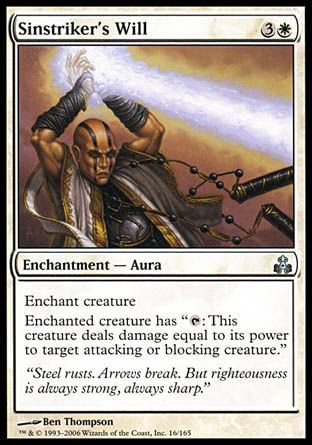 Sinstriker's Will 3
Enchantment — Aura
Enchant creature
Enchanted creature has “: This
creature deals damage equal to its power
to target attacking or blocking creature.”
“Steel rusts. Arrows break. But righteousness
is always strong, always sharp.”
Ben Thompson
™ & © 1993–2006 Wizards of the Coast, Inc. 16/165